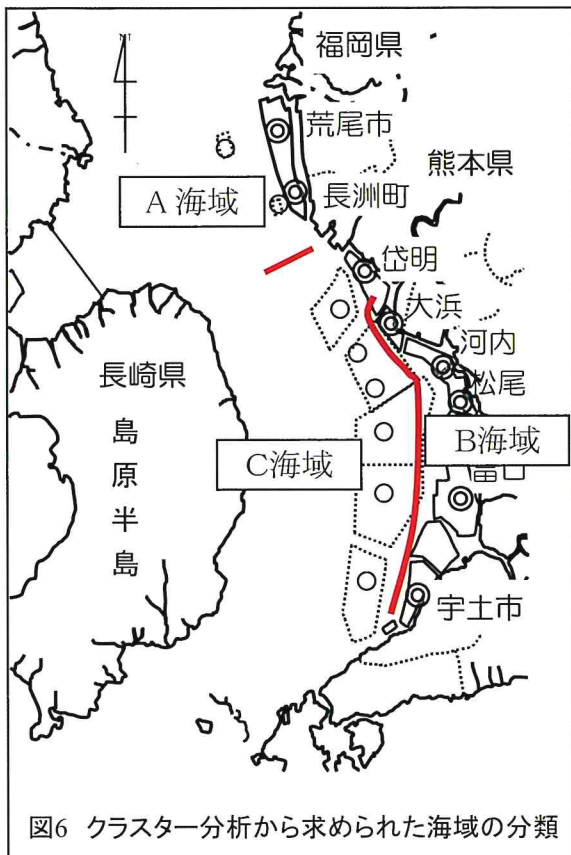 福岡県
荒尾市
熊本県
A 海域
長洲町
岱明
大浜
河内
長崎県
松尾
島原半島
C海域
B海域
宇土市
図6 クラスター分析から求められた海域の分類